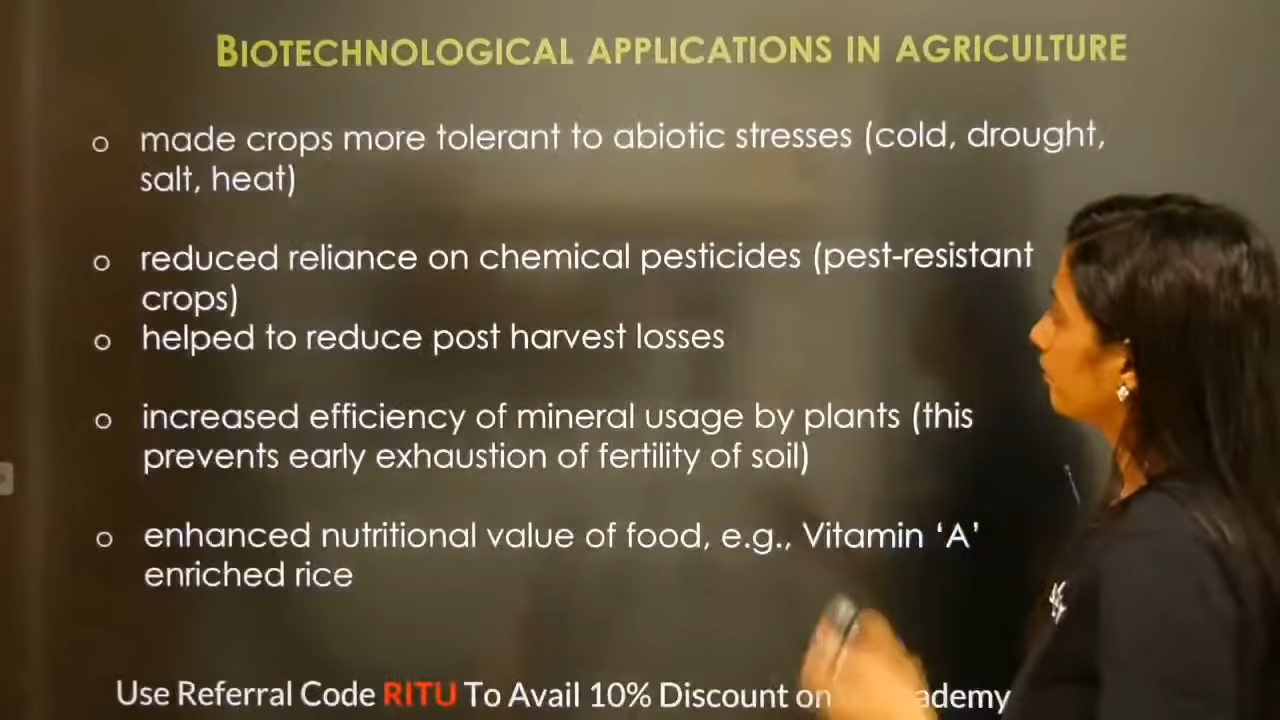 BIOTECHNOLOGICAL APPLICATIONS IN AGRICULTURE
made crops more tolerant to abiotic stresses (cold, drought,
salt, heat)
reduced reliance on chemical pesticides (pest-resistant
crops)
helped to reduce post harvest losses
increased efficiency of mineral usage by plants (this
prevents early exhaustion of fertility of soil)
enhanced nutritional value of food, e.g., Vitamin ‘A’
enriched rice
Use Referral Code RITU To Avail 10% Discount on